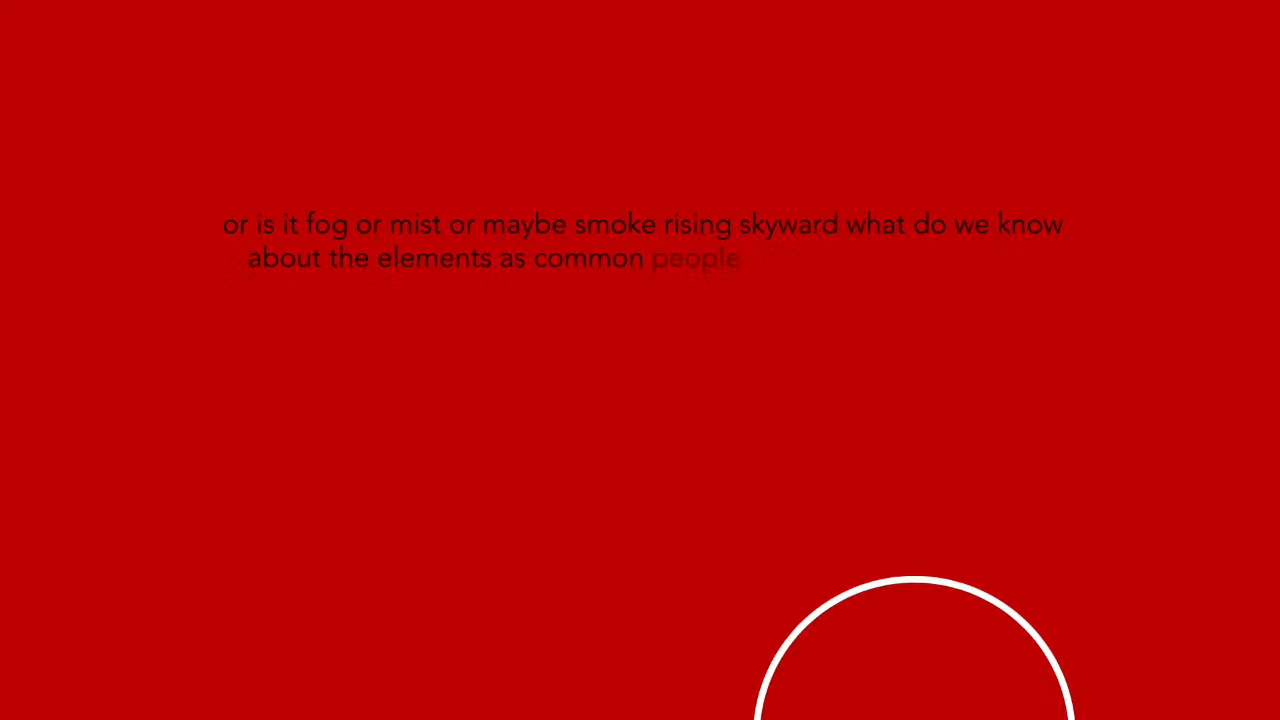 or is it fog or mist or maybe smoke rising skyward what do we know
about the elements as common people